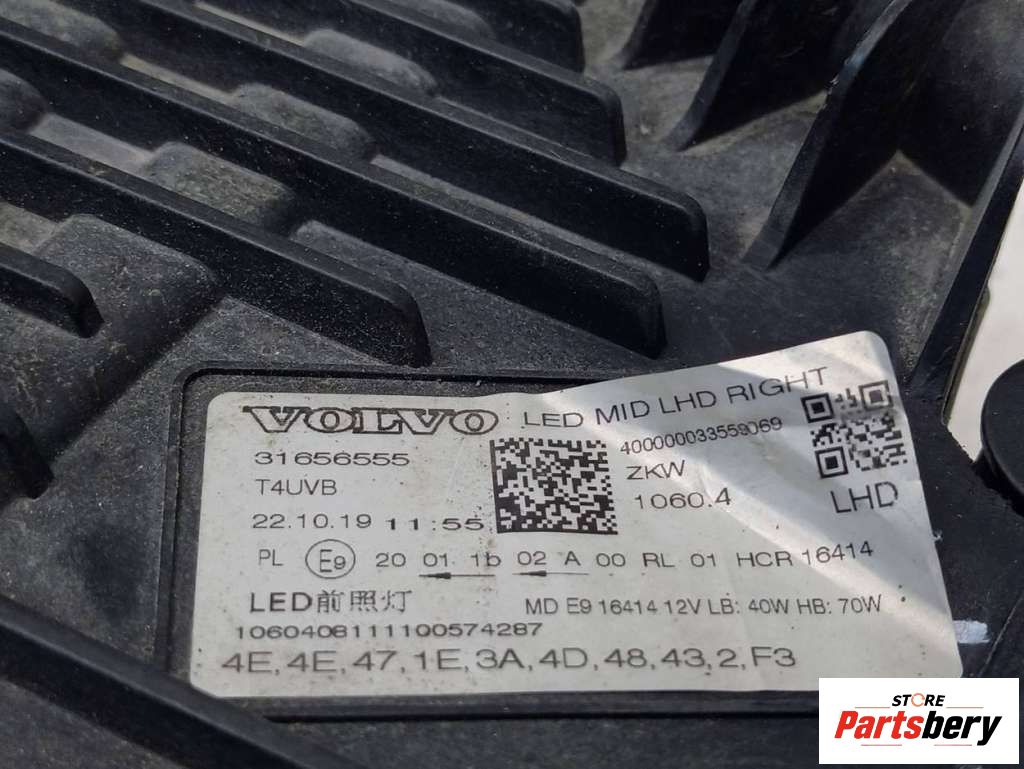 VOLVO LED MID LHD RIGHT
31656555
400000033559069
T4UVB
ZKW
22.10.19 11:55
1060.4
LHD
PL E9 20 01 1b 02 A 00 RL 01 HCR 16414
LED前照灯
MD E9 16414 12V LB: 40W HB: 70W
1060408111100574287
4E, 4E, 47, 1E, 3A, 4D, 48, 43, 2, F3
STORE
Partsbery